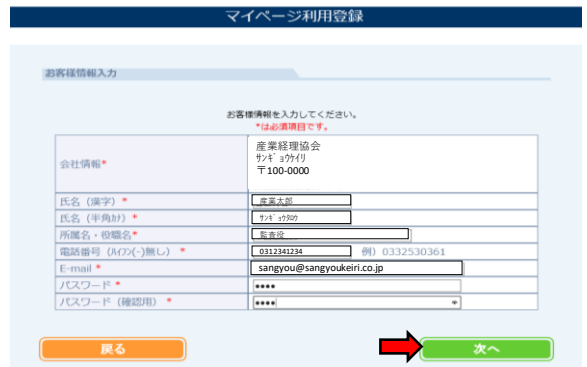 マイページ利用登録
お客様情報入力
お客様情報を入力してください。
*は必須項目です。
会社情報*
産業経理協会
ｻﾝｷﾞｮｳｹｲﾘ
〒100-0000
氏名（漢字）* 産業太郎
氏名（半角ｶﾅ）* ｻﾝｷﾞｮｳﾀﾛｳ
所属名・役職名* 監査役
電話番号（ﾊｲﾌﾝ(-)無し）* 0312341234 例）0332530361
E-mail * sangyou@sangyoukeiri.co.jp
パスワード * ●●●●
パスワード（確認用）* ●●●●
戻る 次へ